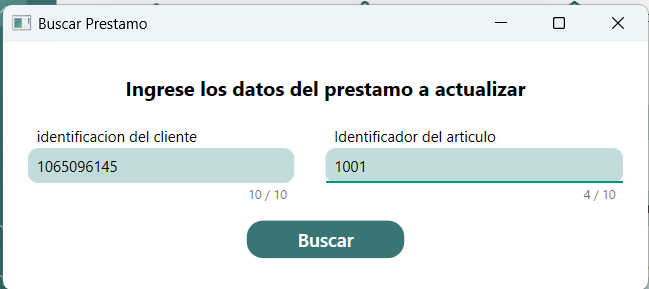 Buscar Prestamo
Ingrese los datos del prestamo a actualizar
identificacion del cliente
Identificador del articulo
1065096145
1001
10 / 10
4 / 10
Buscar